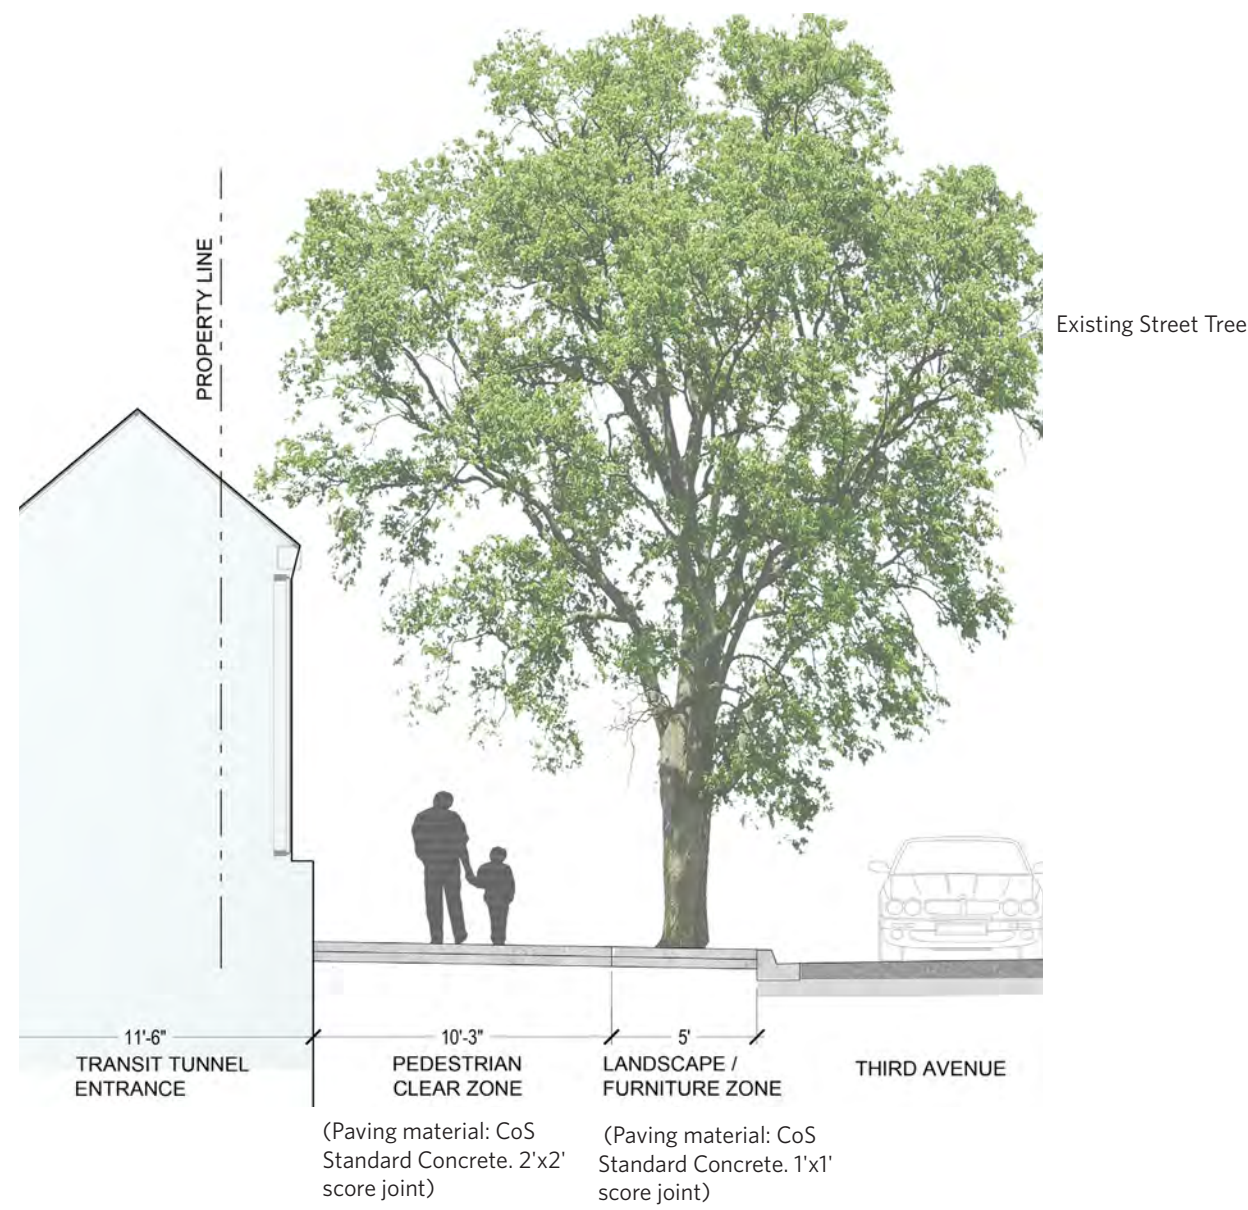 PROPERTY LINE
Existing Street Tree
11'-6"
10'-3"
5'
TRANSIT TUNNEL
ENTRANCE
PEDESTRIAN
CLEAR ZONE
LANDSCAPE /
FURNITURE ZONE
THIRD AVENUE
(Paving material: CoS
Standard Concrete. 2'x2'
score joint)
(Paving material: CoS
Standard Concrete. 1'x1'
score joint)